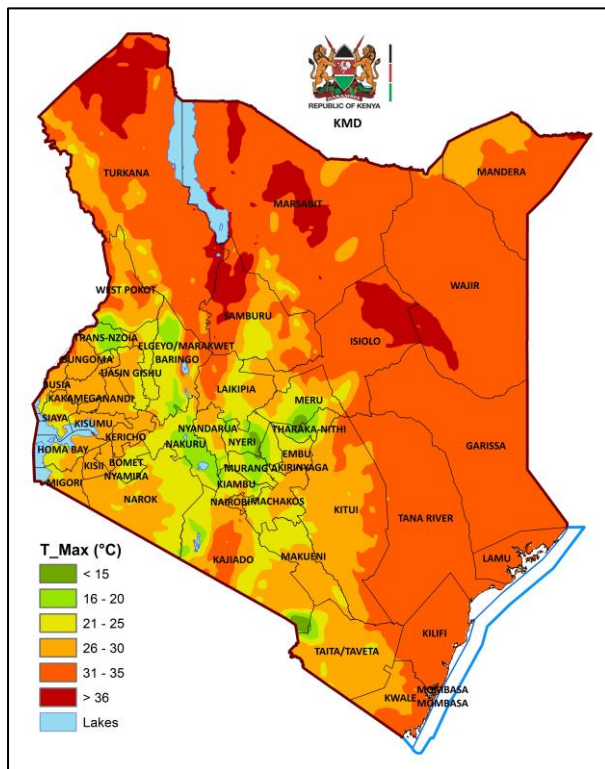 REPUBLIC OF KENYA
KMD
MANDERA
TURKANA
MARSABIT
WAJIR
WEST POKOT
SAMBURU
ISIOLO
TRANS-NZOIA
ELGEYO/MARAKWET
BUNGOMA
BARINGO
UASIN GISHU
LAIKIPIA
BUSIA
KAKAMEGA
NANDI
MERU
SIAYA
KISUMU
NYANDARUA
THARAKA-NITHI
GARISSA
KERICHO
NAKURU
NYERI
HOMA BAY
EMBU
KISII
BOMET
MURANG'A
KIRINYAGA
NYAMIRA
KIAMBU
MIGORI
NAROK
NAIROBI
MACHAKOS
KITUI
TANA RIVER
LAMU
KAJIADO
MAKUENI
KILIFI
TAITA/TAVETA
KWALE
MOMBASA
MOMBASA
T_Max (°C)
< 15
16 - 20
21 - 25
26 - 30
31 - 35
> 36
Lakes